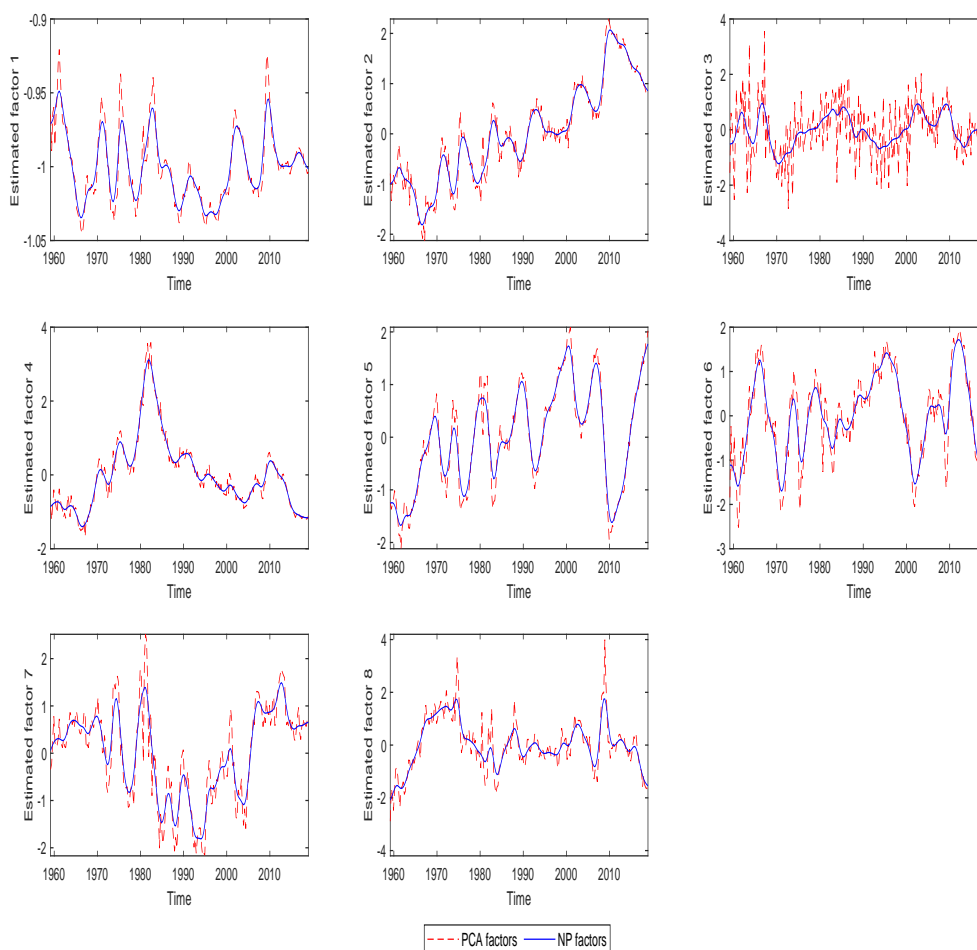 Estimated factor 1
-0.9
-0.95
-1
-1.05
1960 1970 1980 1990 2000 2010
Time
Estimated factor 2
2
1
0
-1
-2
1960 1970 1980 1990 2000 2010
Time
Estimated factor 3
4
2
0
-2
-4
1960 1970 1980 1990 2000 2010
Time
Estimated factor 4
4
2
0
-2
1960 1970 1980 1990 2000 2010
Time
Estimated factor 5
2
1
0
-1
-2
1960 1970 1980 1990 2000 2010
Time
Estimated factor 6
2
1
0
-1
-2
-3
1960 1970 1980 1990 2000 2010
Time
Estimated factor 7
2
1
0
-1
-2
1960 1970 1980 1990 2000 2010
Time
Estimated factor 8
4
2
0
-2
-4
1960 1970 1980 1990 2000 2010
Time
PCA factors NP factors